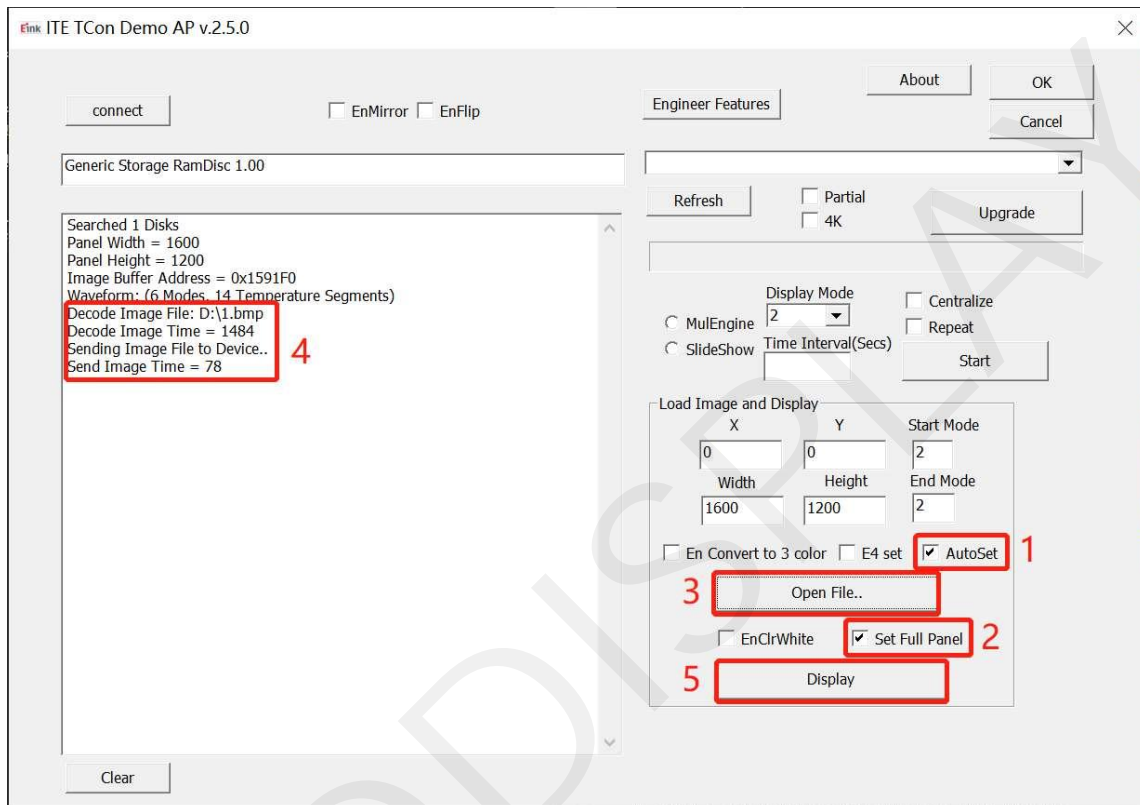 Eink ITE TCon Demo AP v.2.5.0
About
OK
connect
EnMirror
EnFlip
Engineer Features
Cancel
Generic Storage RamDisc 1.00
Refresh
Partial
4K
Upgrade
Searched 1 Disks
Panel Width = 1600
Panel Height = 1200
Image Buffer Address = 0x1591F0
Waveform: (6 Modes, 14 Temperature Segments)
Decode Image File: D:\1.bmp
Decode Image Time = 1484
Sending Image File to Device..
Send Image Time = 78
4
Display Mode
MulEngine
2
Centralize
Repeat
SlideShow
Time Interval(Secs)
Start
Load Image and Display
X Y Start Mode
0 0 2
Width Height End Mode
1600 1200 2
En Convert to 3 color
E4 set
AutoSet
1
3
Open File..
EnClrWhite
Set Full Panel
2
5
Display
Clear
DISPLAY